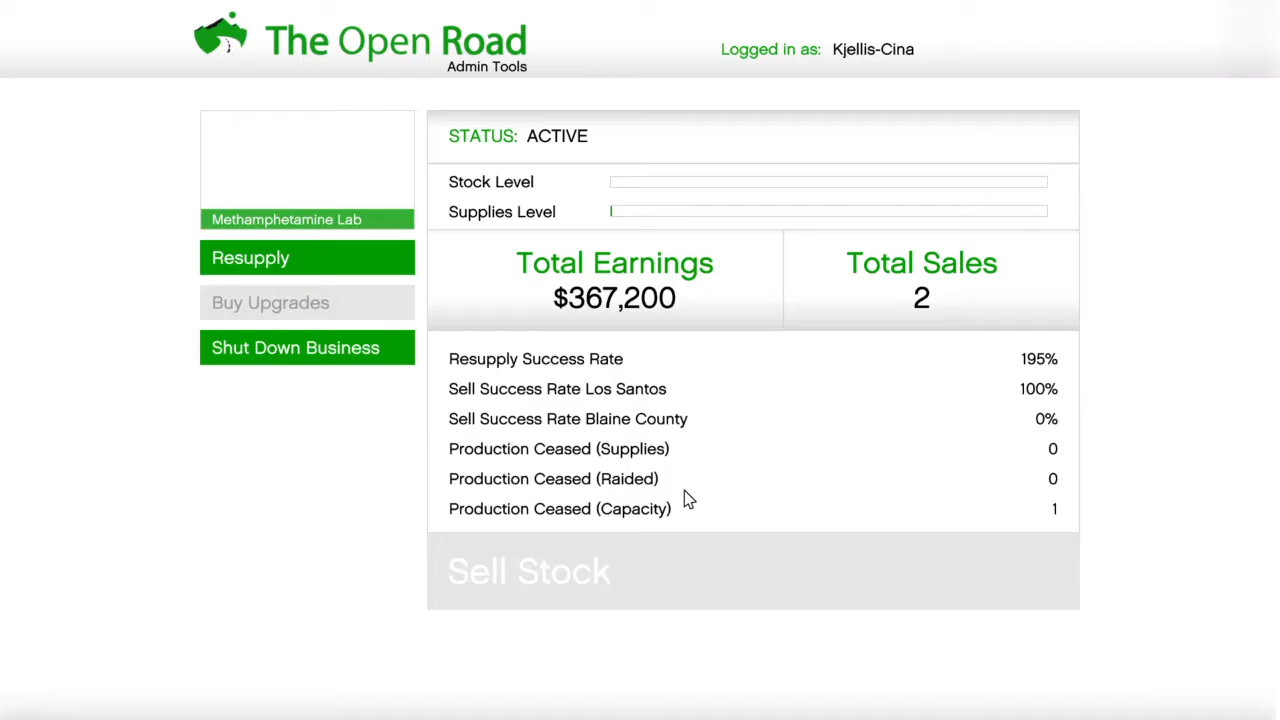 The Open Road
Admin Tools
Logged in as: Kjellis-Cina
Methamphetamine Lab
Resupply
Buy Upgrades
Shut Down Business
STATUS: ACTIVE
Stock Level
Supplies Level
Total Earnings
$367,200
Total Sales
2
Resupply Success Rate 195%
Sell Success Rate Los Santos 100%
Sell Success Rate Blaine County 0%
Production Ceased (Supplies) 0
Production Ceased (Raided) 0
Production Ceased (Capacity) 1
Sell Stock